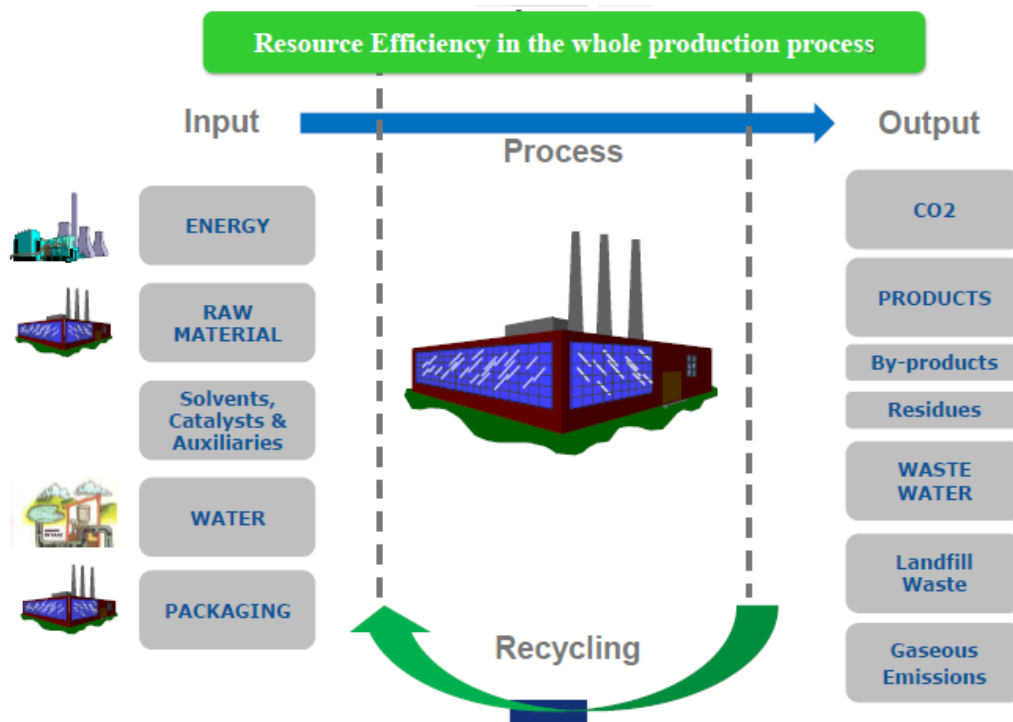 Resource Efficiency in the whole production process
Input
Process
Output
ENERGY
RAW
MATERIAL
Solvents,
Catalysts &
Auxiliaries
WATER
PACKAGING
CO2
PRODUCTS
By-products
Residues
WASTE
WATER
Landfill
Waste
Gaseous
Emissions
Recycling